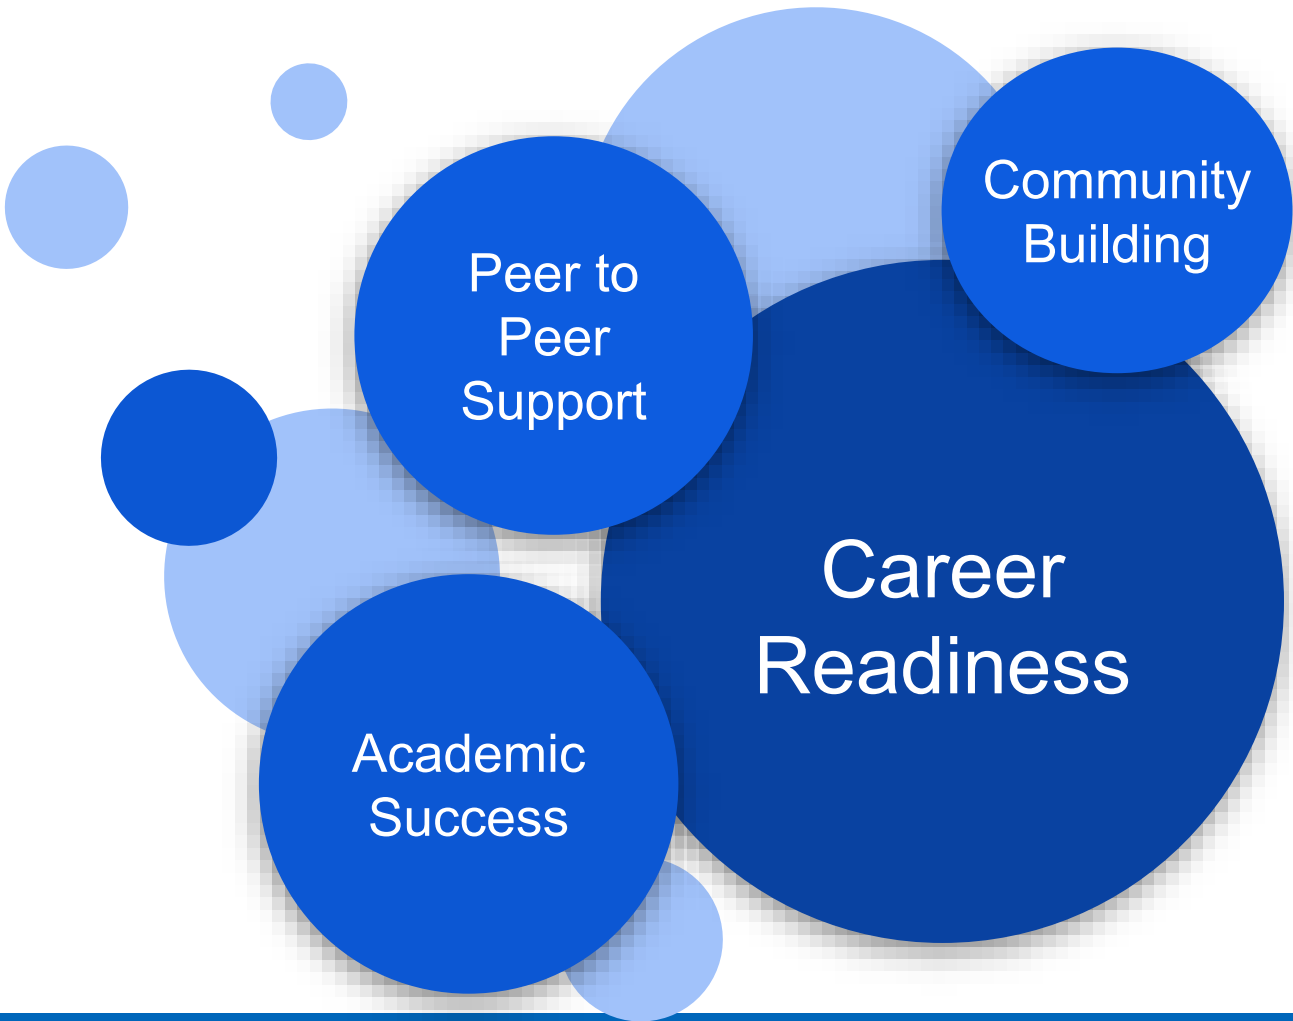 Community
Building
Peer to
Peer
Support
Career
Readiness
Academic
Success